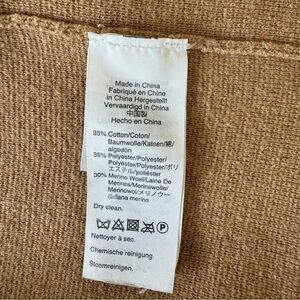 Made in China
Fabriqué en Chine
in China Hergestellt
Vervaardigd in China
中国製
Hecho en China
35% Cotton/Coton/
Baumwolle/Katoen/綿/
algodón
35% Polyester/Polyester/
Polyester/Polyester/ポリ
エステル/poliéster
30% Merino Wool/Laine De
Merinos/Merinowolle/
Merinowol/メリノウー
ル/lana merino
Dry clean.
P
Nettoyer à sec.
Chemische reinigung.
Stoomreinigen.